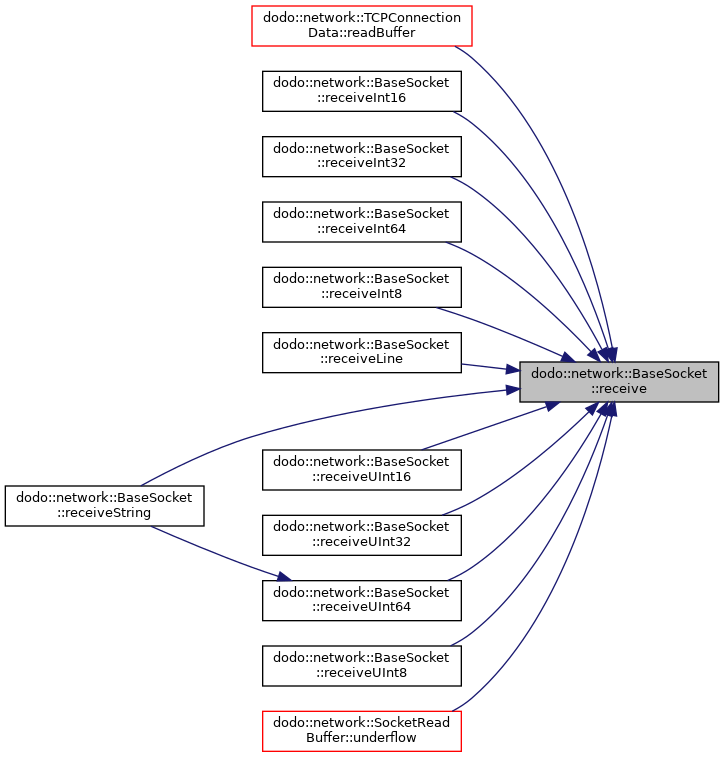 dodo::network::TCPConnection
Data::readBuffer
dodo::network::BaseSocket
::receiveInt16
dodo::network::BaseSocket
::receiveInt32
dodo::network::BaseSocket
::receiveInt64
dodo::network::BaseSocket
::receiveInt8
dodo::network::BaseSocket
::receiveLine
dodo::network::BaseSocket
::receive
dodo::network::BaseSocket
::receiveUInt16
dodo::network::BaseSocket
::receiveString
dodo::network::BaseSocket
::receiveUInt32
dodo::network::BaseSocket
::receiveUInt64
dodo::network::BaseSocket
::receiveUInt8
dodo::network::SocketRead
Buffer::underflow